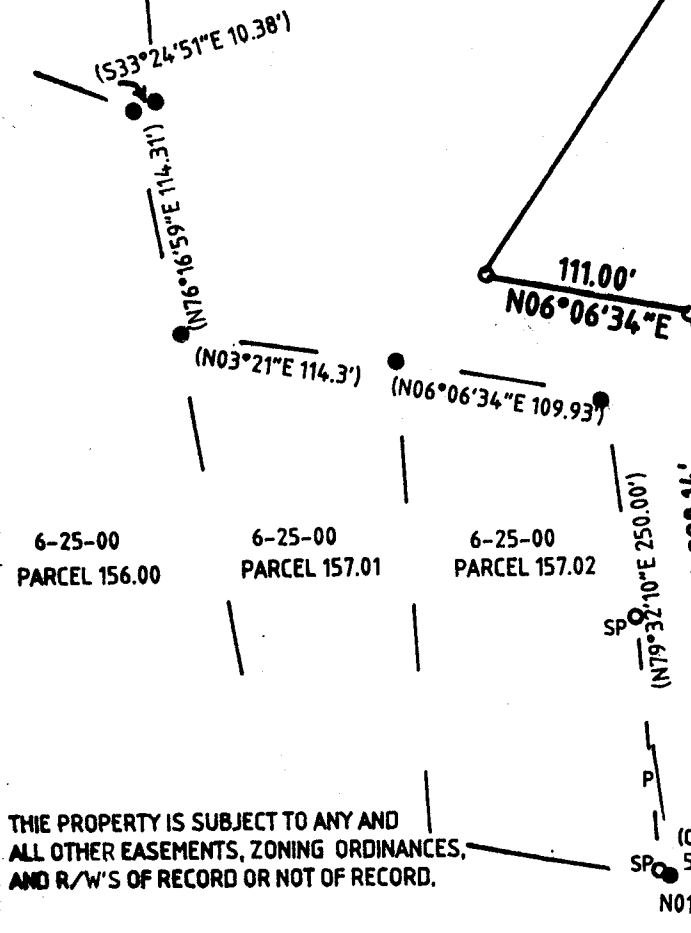 (S33°24'51"E 10.38')
(N76°16'59"E 114.31')
111.00'
N06°06'34"E
(N03°21"E 114.3')
(N06°06'34"E 109.93')
(N79°32'10"E 250.00')
6-25-00
PARCEL 156.00
6-25-00
PARCEL 157.01
6-25-00
PARCEL 157.02
SP
P
THIE PROPERTY IS SUBJECT TO ANY AND
ALL OTHER EASEMENTS, ZONING ORDINANCES,
AND R/W'S OF RECORD OR NOT OF RECORD.
SP
N01